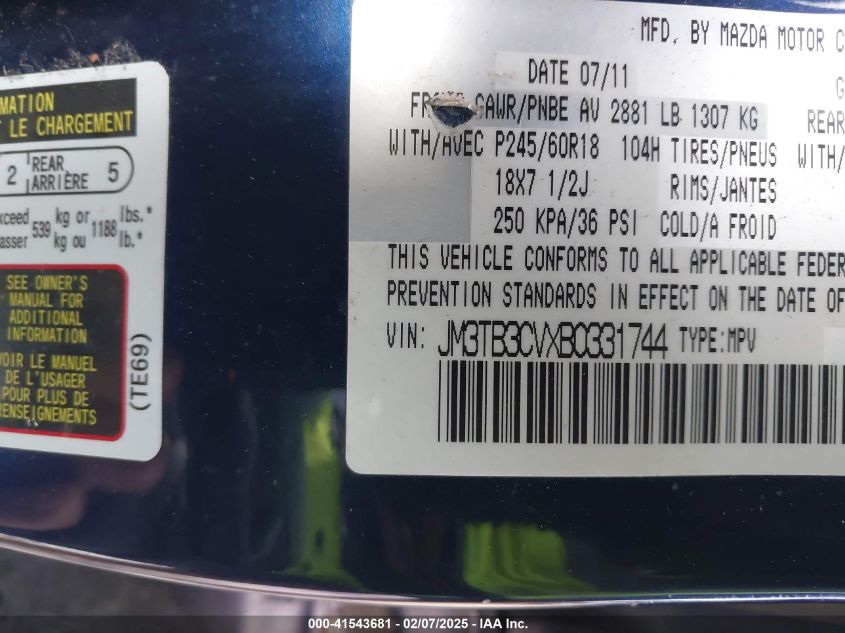 MATION
T LE CHARGEMENT
2 REAR ARRIÈRE 5
xceed 539 kg or 1188 lbs.*
asser kg ou lb.*
SEE OWNER'S
MANUAL FOR
ADDITIONAL
INFORMATION
VOIR LE MANUEL
DE L'USAGER
POUR PLUS DE
RENSEIGNEMENTS
(TE69)
MFD. BY MAZDA MOTOR C
DATE 07/11 G
GAWR/PNBE AV 2881 LB 1307 KG REAR
WITH/AVEC P245/60R18 104H TIRES/PNEUS WITH/
18X7 1/2J RIMS/JANTES
250 KPA/36 PSI COLD/A FROID
THIS VEHICLE CONFORMS TO ALL APPLICABLE FEDER
PREVENTION STANDARDS IN EFFECT ON THE DATE OF
VIN: JM3TB3CVXB0331744 TYPE:MPV
000-41543681 - 02/07/2025 - IAA Inc.